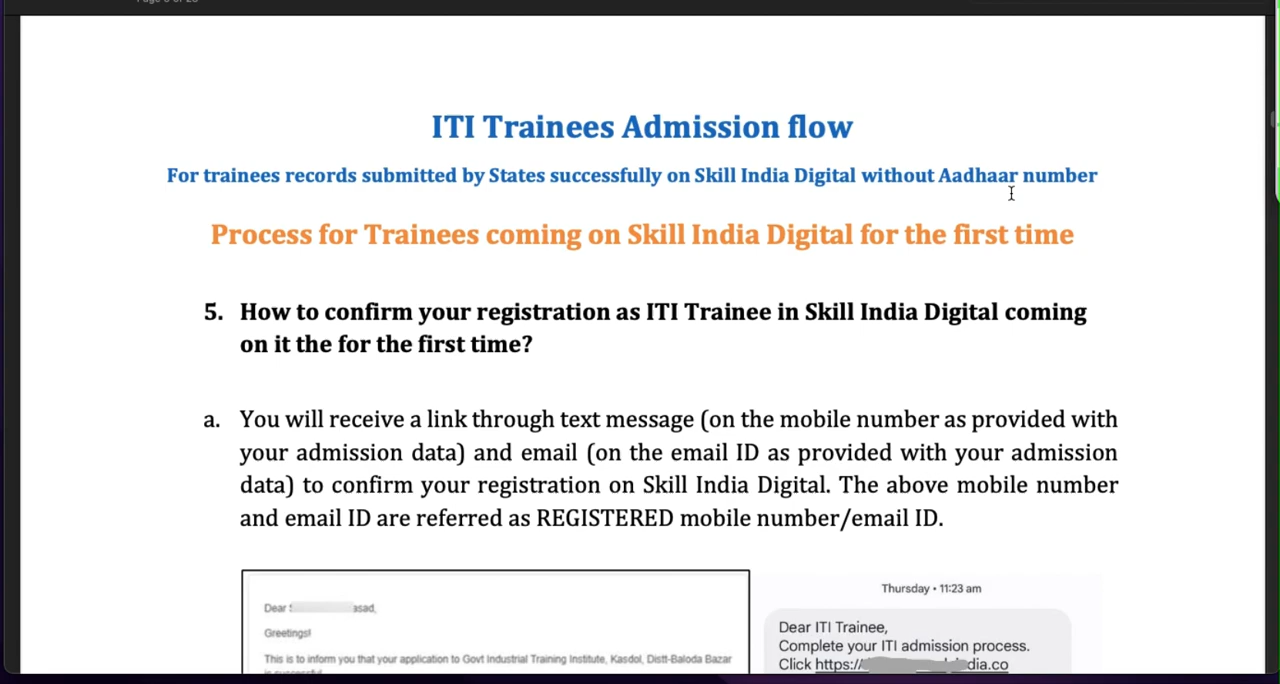 ITI Trainees Admission flow
For trainees records submitted by States successfully on Skill India Digital without Aadhaar number
Process for Trainees coming on Skill India Digital for the first time
5. How to confirm your registration as ITI Trainee in Skill India Digital coming
on it the for the first time?
a. You will receive a link through text message (on the mobile number as provided with
your admission data) and email (on the email ID as provided with your admission
data) to confirm your registration on Skill India Digital. The above mobile number
and email ID are referred as REGISTERED mobile number/email ID.
Dear asad,
Greetings!
This is to inform you that your application to Govt Industrial Training Institute, Kasdol, Distt-Baloda Bazar
Thursday • 11:23 am
Dear ITI Trainee,
Complete your ITI admission process.
Click https:/ dia.co